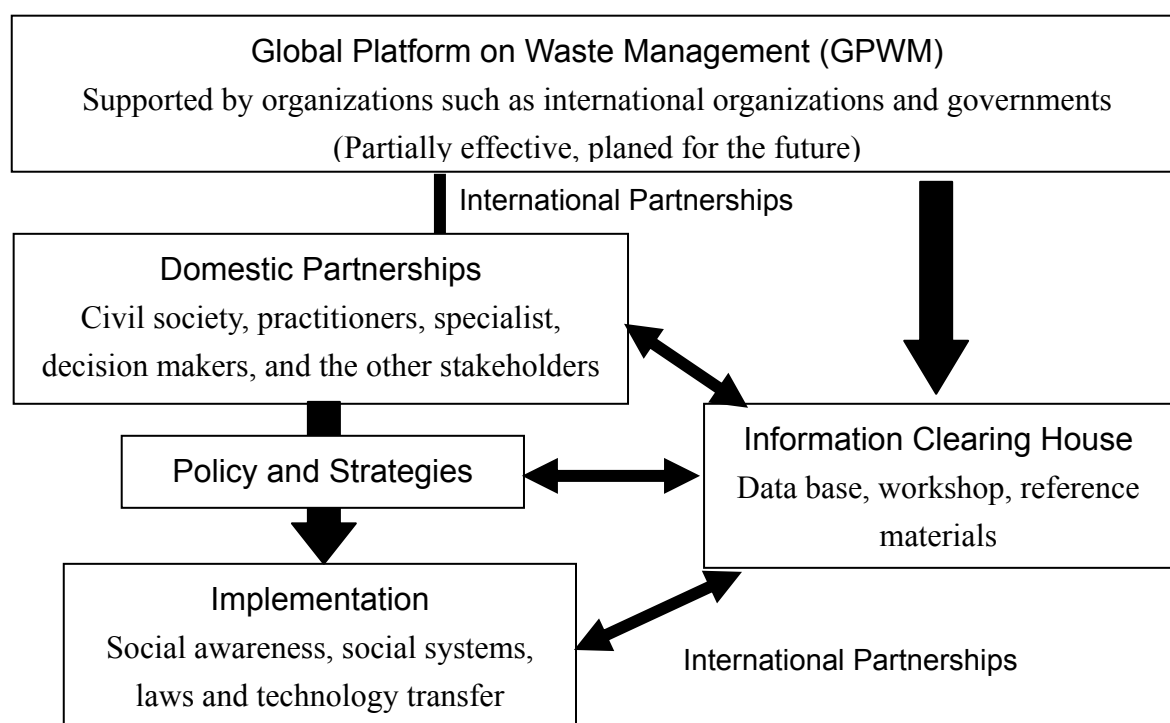 Global Platform on Waste Management (GPWM)
Supported by organizations such as international organizations and governments
(Partially effective, planed for the future)
International Partnerships
Domestic Partnerships
Civil society, practitioners, specialist,
decision makers, and the other stakeholders
Policy and Strategies
Information Clearing House
Data base, workshop, reference
materials
Implementation
Social awareness, social systems,
laws and technology transfer
International Partnerships